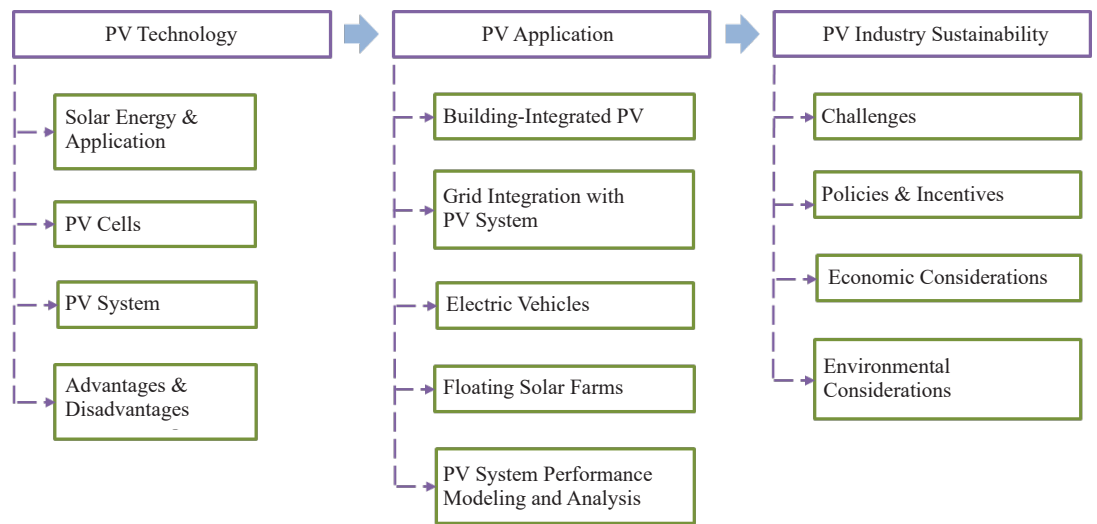 PV Technology
Solar Energy &
Application
PV Cells
PV System
Advantages &
Disadvantages
PV Application
Building-Integrated PV
Grid Integration with
PV System
Electric Vehicles
Floating Solar Farms
PV System Performance
Modeling and Analysis
PV Industry Sustainability
Challenges
Policies & Incentives
Economic Considerations
Environmental
Considerations